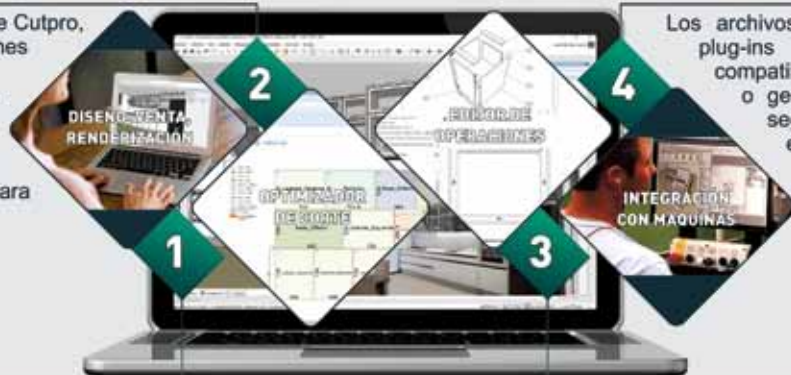 e Cutpro,
nes
ara
2
DISEÑO, VENTA,
RENDERIZACIÓN
1
OPTIMIZADOR
DE CORTE
EDITOR DE
OPERACIONES
3
4
INTEGRACIÓN
CON MÁQUINAS
Los archivos
plug-ins
compati
o ge
se
e